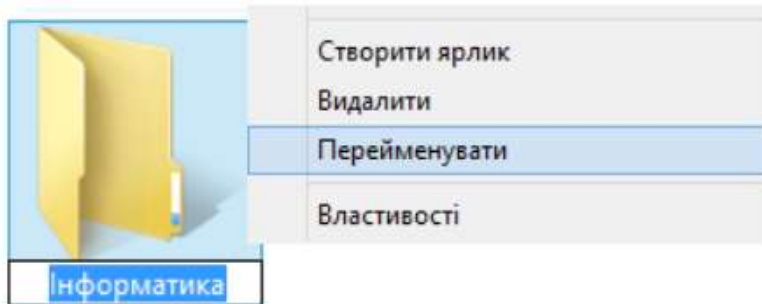 Створити ярлик
Видалити
Перейменувати
Властивості
Інформатика